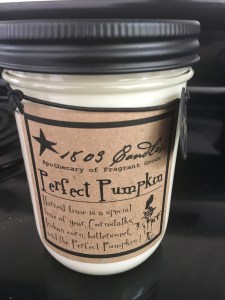 1803 Candles
Apothecary of Fragrant Goods
Perfect Pumpkin
Harvest time is a special
time of year. Cornstalks,
Indian corn, bittersweet,
and the Perfect Pumpkin!